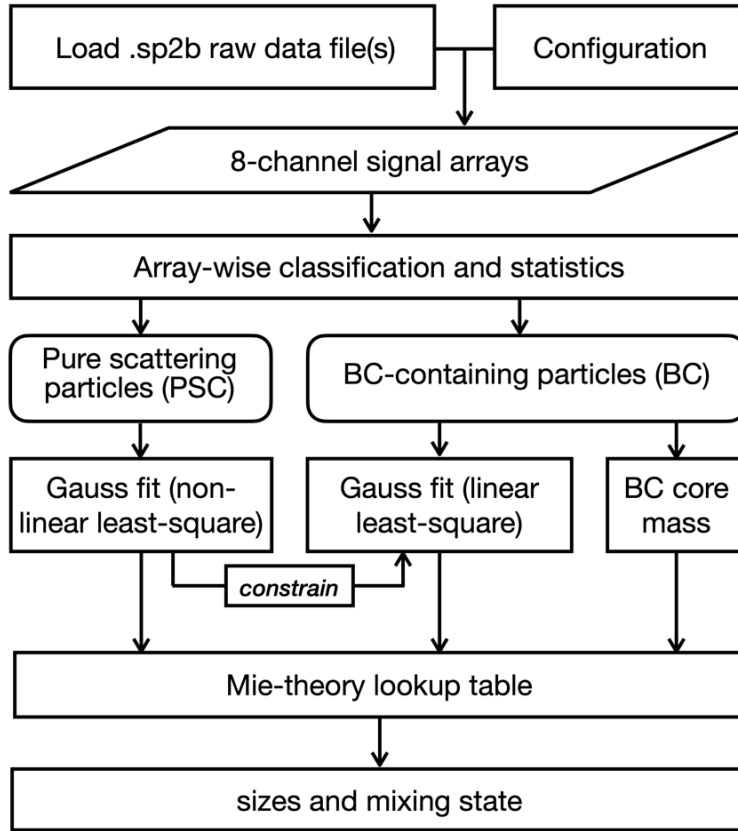 Load .sp2b raw data file(s)
Configuration
8-channel signal arrays
Array-wise classification and statistics
Pure scattering
particles (PSC)
BC-containing particles (BC)
Gauss fit (non-
linear least-square)
Gauss fit (linear
least-square)
BC core
mass
constrain
Mie-theory lookup table
sizes and mixing state